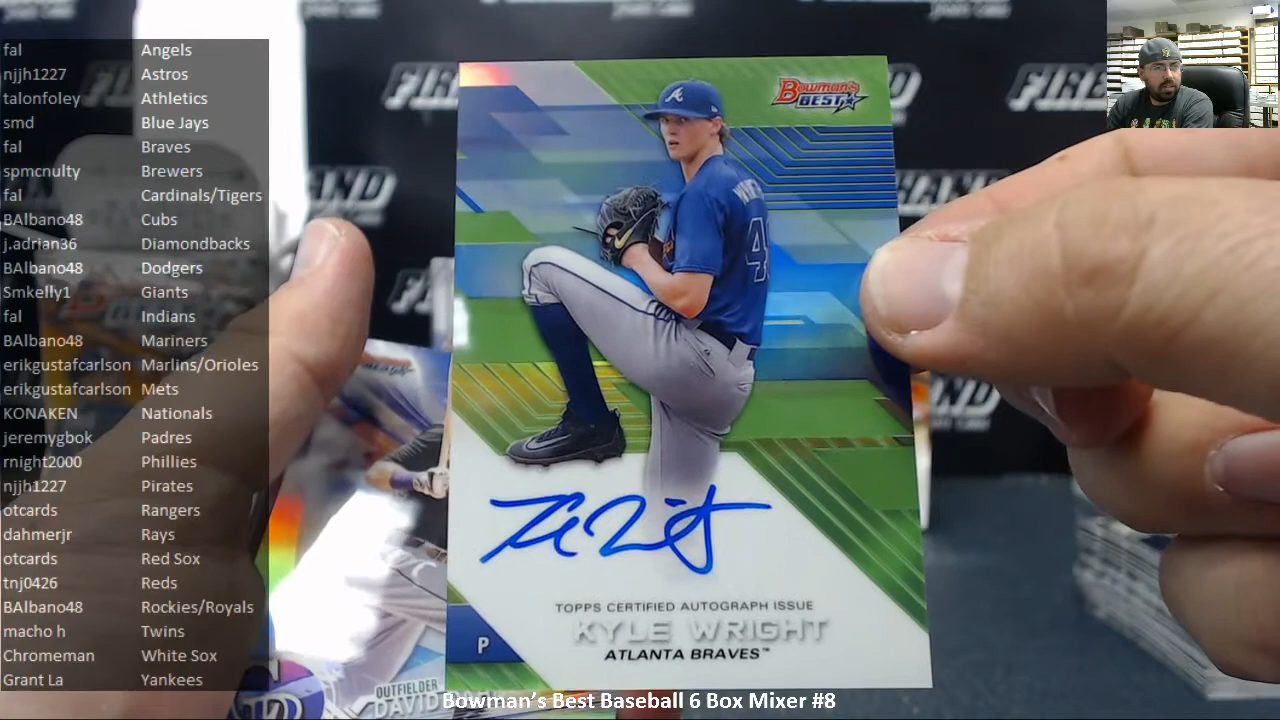 fal Angels
njjh1227 Astros
talonfoley Athletics
smd Blue Jays
fal Braves
spmcnulty Brewers
fal Cardinals/Tigers
BAlbano48 Cubs
j.adrian36 Diamondbacks
BAlbano48 Dodgers
Smkelly1 Giants
fal Indians
BAlbano48 Mariners
erikgustafcarlson Marlins/Orioles
erikgustafcarlson Mets
KONAKEN Nationals
jeremygbok Padres
rnight2000 Phillies
njjh1227 Pirates
otcards Rangers
dahmerjr Rays
otcards Red Sox
tnj0426 Reds
BAlbano48 Rockies/Royals
macho h Twins
Chromeman White Sox
Grant La Yankees
Bowman's
BEST
TOPPS CERTIFIED AUTOGRAPH ISSUE
KYLE WRIGHT
P
ATLANTA BRAVES™
OUTFIELDER
DAVID
Bowman's Best Baseball 6 Box Mixer #8